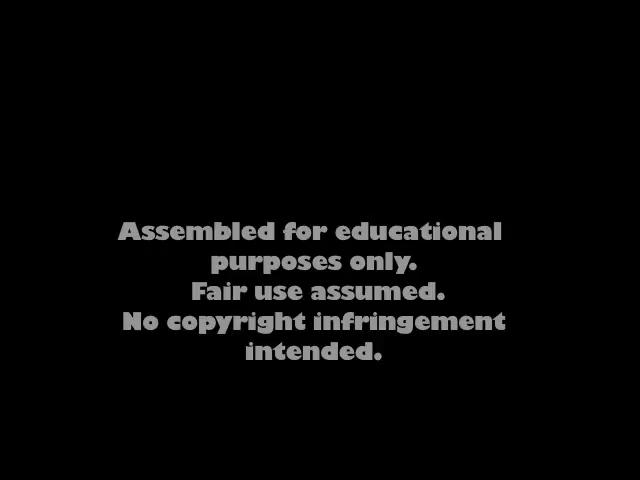 Assembled for educational
purposes only.
Fair use assumed.
No copyright infringement
intended.